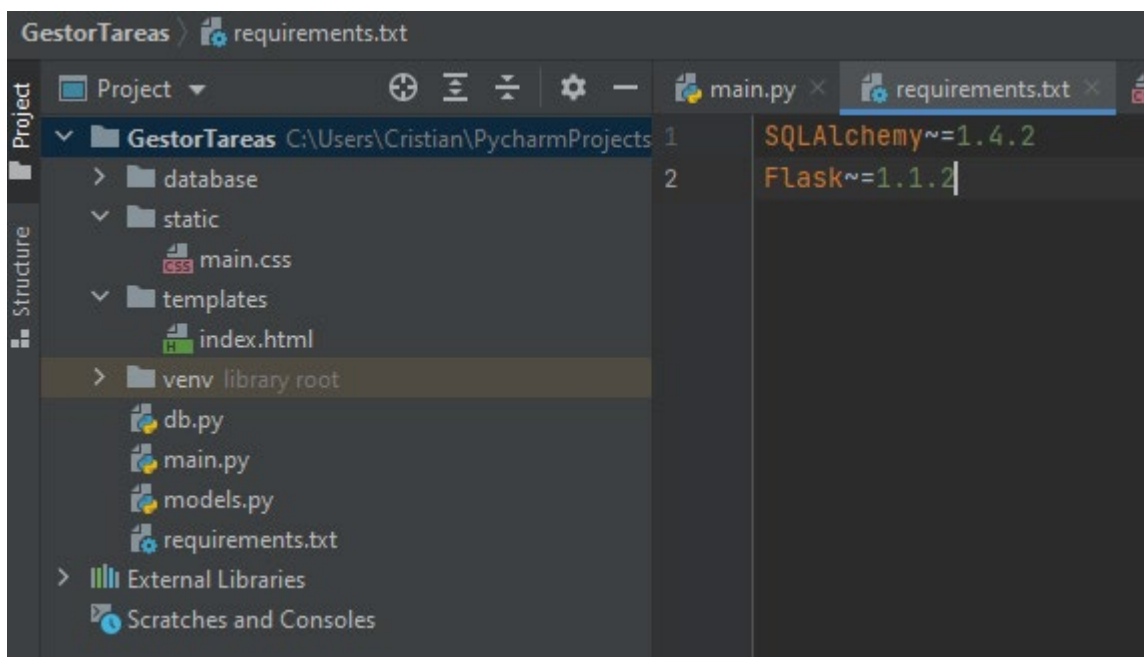 GestorTareas requirements.txt
Project
Project
main.py
requirements.txt
GestorTareas C:\Users\Cristian\PycharmProjects
database
static
main.css
templates
index.html
venv library root
db.py
main.py
models.py
requirements.txt
External Libraries
Scratches and Consoles
Structure
1 SQLAlchemy~=1.4.2
2 Flask~=1.1.2
CSS
H